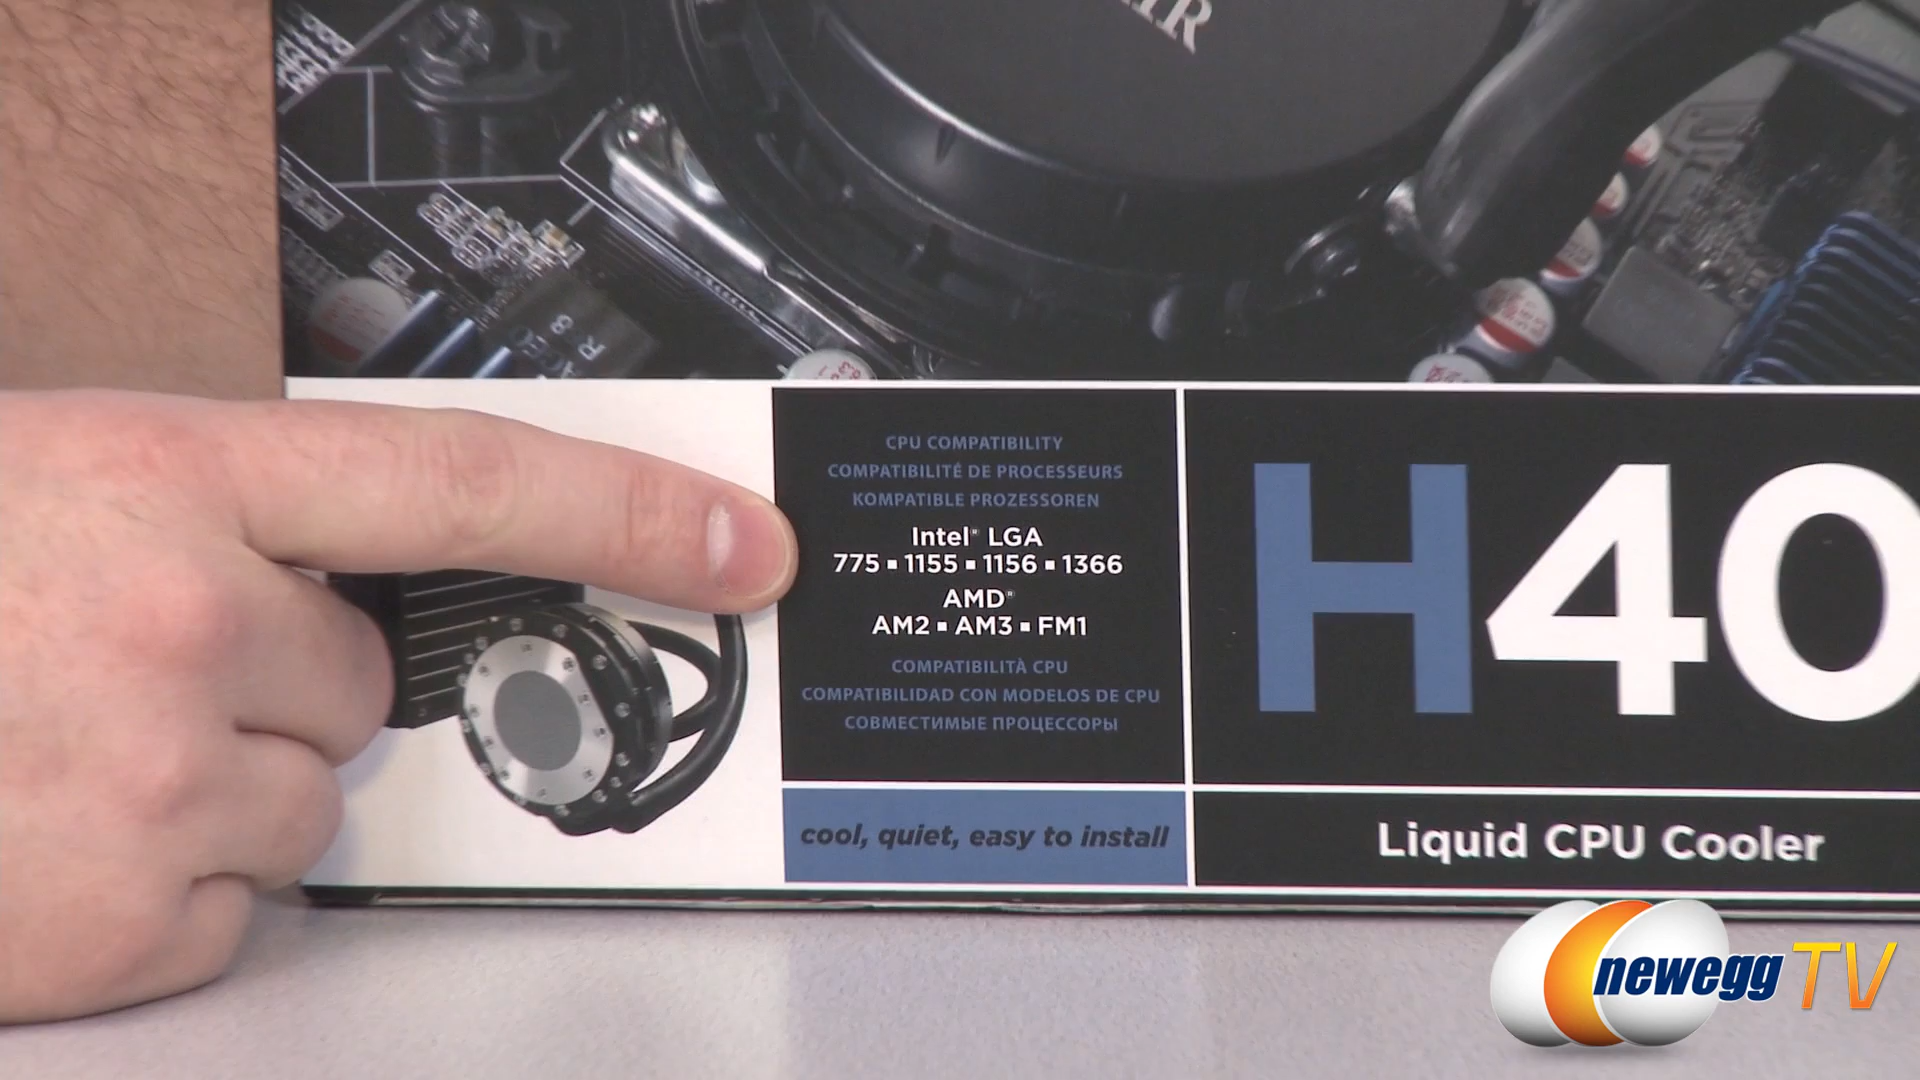 CPU COMPATIBILITY
COMPATIBILITÉ DE PROCESSEURS
KOMPATIBLE PROZESSOREN
Intel® LGA
775 ▪ 1155 ▪ 1156 ▪ 1366
AMD®
AM2 ▪ AM3 ▪ FM1
COMPATIBILITÀ CPU
COMPATIBILIDAD CON MODELOS DE CPU
СОВМЕСТИМЫЕ ПРОЦЕССОРЫ
cool, quiet, easy to install
H40
Liquid CPU Cooler
newegg TV